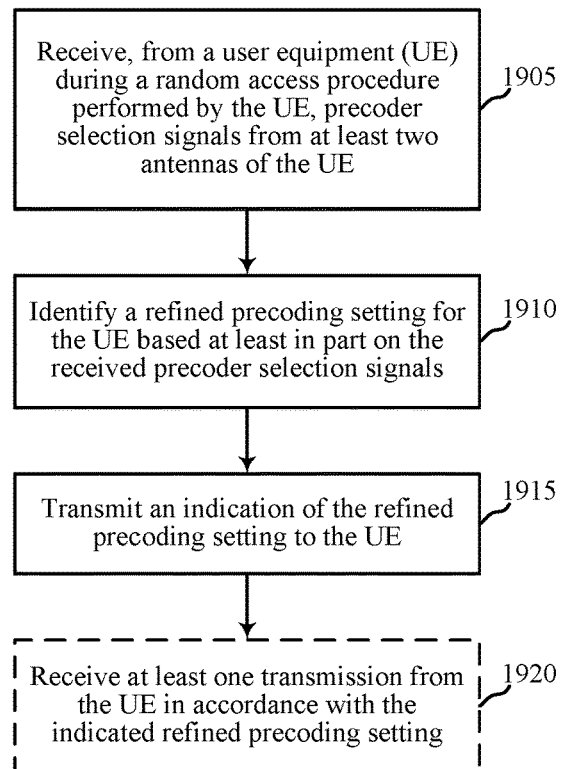 Receive, from a user equipment (UE)
during a random access procedure
performed by the UE, precoder
selection signals from at least two
antennas of the UE
1905
Identify a refined precoding setting for
the UE based at least in part on the
received precoder selection signals
1910
Transmit an indication of the refined
precoding setting to the UE
1915
Receive at least one transmission from
the UE in accordance with the
indicated refined precoding setting
1920